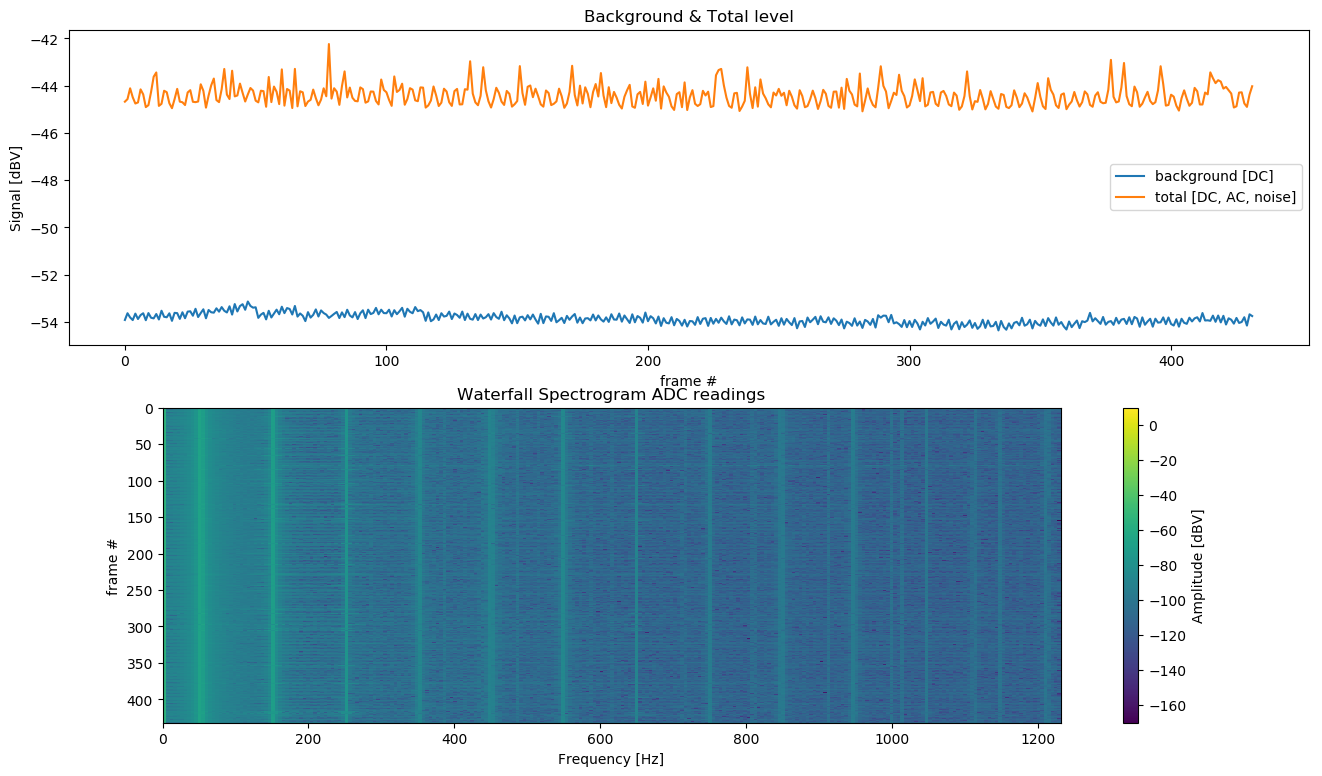 Background & Total level
Signal [dBV]
−42
−44
−46
−48
−50
−52
−54
background [DC]
total [DC, AC, noise]
0 100 200 300 400
frame #
Waterfall Spectrogram ADC readings
frame #
0
50
100
150
200
250
300
350
400
0 200 400 600 800 1000 1200
Frequency [Hz]
0
−20
−40
−60
−80
−100
−120
−140
−160
Amplitude [dBV]